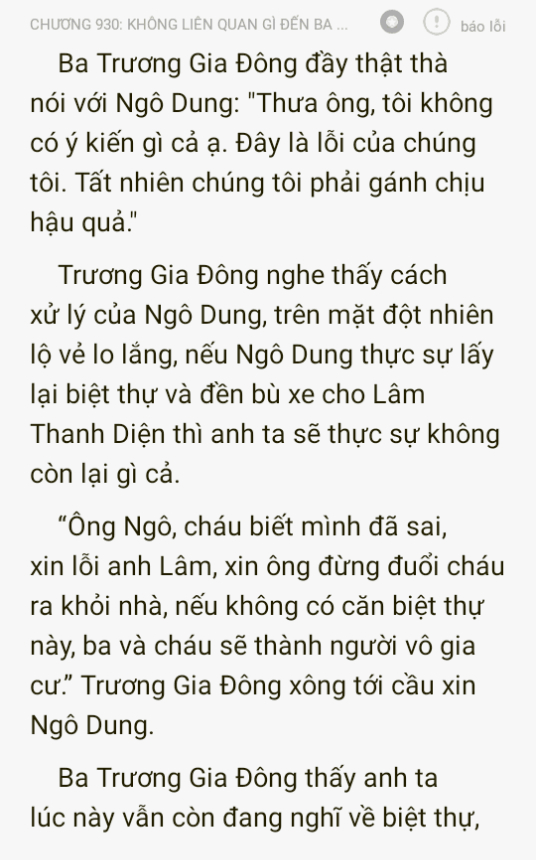 CHƯƠNG 930: KHÔNG LIÊN QUAN GÌ ĐẾN BA ... báo lỗi
Ba Trương Gia Đông đầy thật thà
nói với Ngô Dung: "Thưa ông, tôi không
có ý kiến gì cả ạ. Đây là lỗi của chúng
tôi. Tất nhiên chúng tôi phải gánh chịu
hậu quả."
Trương Gia Đông nghe thấy cách
xử lý của Ngô Dung, trên mặt đột nhiên
lộ vẻ lo lắng, nếu Ngô Dung thực sự lấy
lại biệt thự và đền bù xe cho Lâm
Thanh Diện thì anh ta sẽ thực sự không
còn lại gì cả.
“Ông Ngô, cháu biết mình đã sai,
xin lỗi anh Lâm, xin ông đừng đuổi cháu
ra khỏi nhà, nếu không có căn biệt thự
này, ba và cháu sẽ thành người vô gia
cư.” Trương Gia Đông xông tới cầu xin
Ngô Dung.
Ba Trương Gia Đông thấy anh ta
lúc này vẫn còn đang nghĩ về biệt thự,